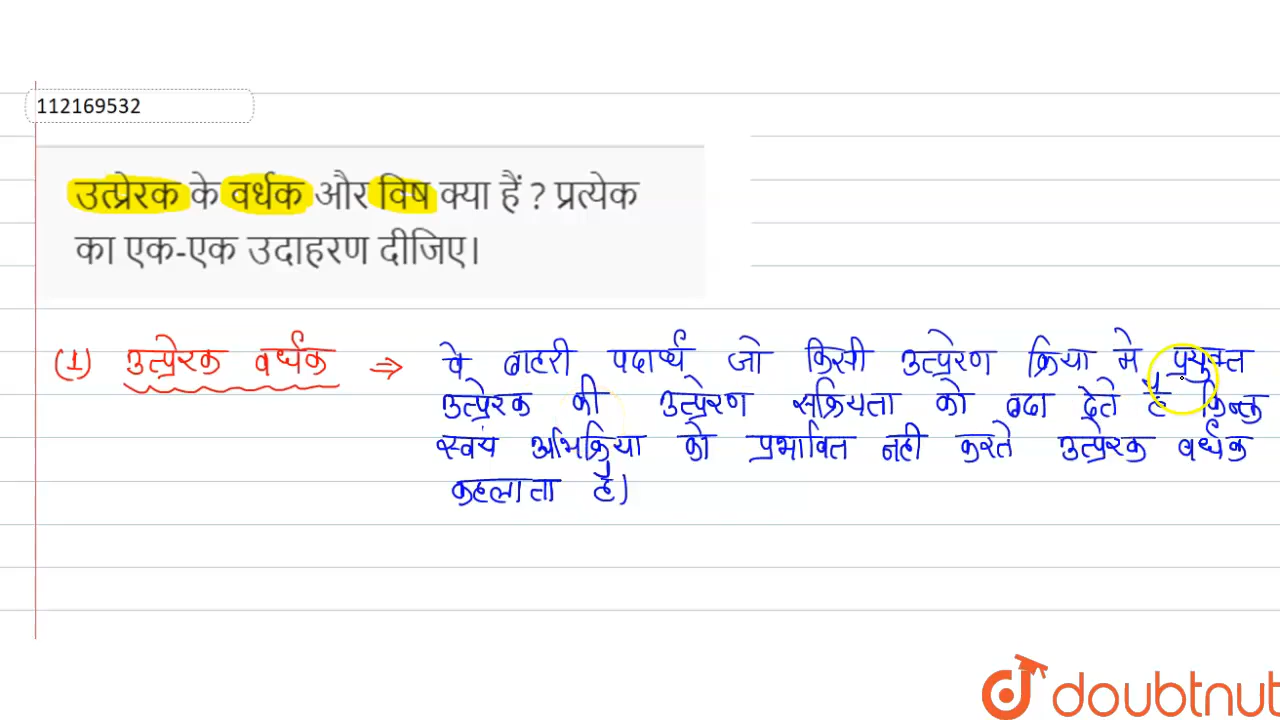 112169532
उत्प्रेरक के वर्धक और विष क्या हैं ? प्रत्येक
का एक-एक उदाहरण दीजिए।
(1) उत्प्रेरक वर्धक ⇒ वे बाहरी पदार्थ जो किसी उत्प्रेरण क्रिया मे प्रयुक्त
उत्प्रेरक की उत्प्रेरण सक्रियता को बढा देते है किन्तु
स्वयं अभिक्रिया को प्रभावित नही करते उत्प्रेरक वर्धक
कहलाता है।
doubtnut